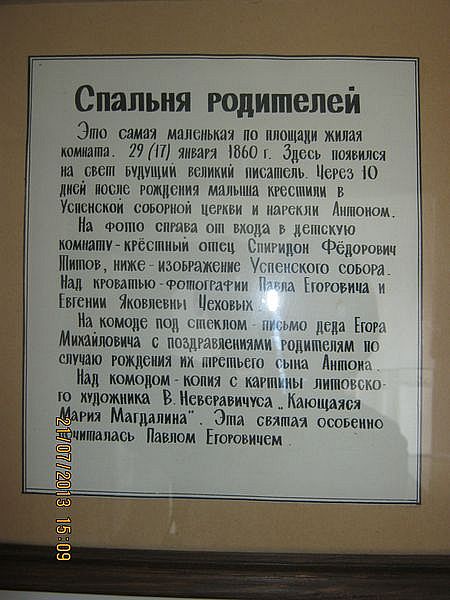 Спальня родителей
Это самая маленькая по площади жилая
комната. 29 (17) января 1860 г. Здесь появился
на свет будущий великий писатель. Через 10
дней после рождения малыша крестили в
Успенской соборной церкви и нарекли Антоном.
На фото справа от входа в детскую
комнату - крёстный отец Спиридон Фёдорович
Титов, ниже - изображение Успенского собора.
Над кроватью - фотографии Павла Егоровича и
Евгении Яковлевны Чеховых.
На комоде под стеклом - письмо деда Егора
Михайловича с поздравлениями родителям по
случаю рождения их третьего сына Антона.
Над комодом - копия с картины литовско-
го художника В. Неверавичуса „Кающаяся
Мария Магдалина". Эта святая особенно
почиталась Павлом Егоровичем.
21/07/2013 15:09